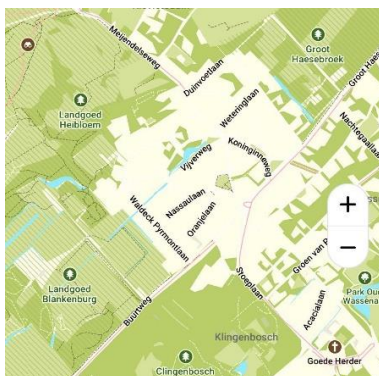 Meijendelseweg
Groot
Haesebroek
Duinvoetlaan
Groot
Landgoed
Heibloem
Weteringlaan
Nachtegaallaan
Koninginneweg
Vijverweg
Nassaulaan
Oranjelaan
Waldeck Pyrmontlaan
+
−
Groen van
Stoeplaan
Landgoed
Blankenburg
Buurtweg
Park Oud
Wassena
Acacialaan
Klingenbosch
Goede Herder
Clingenbosch